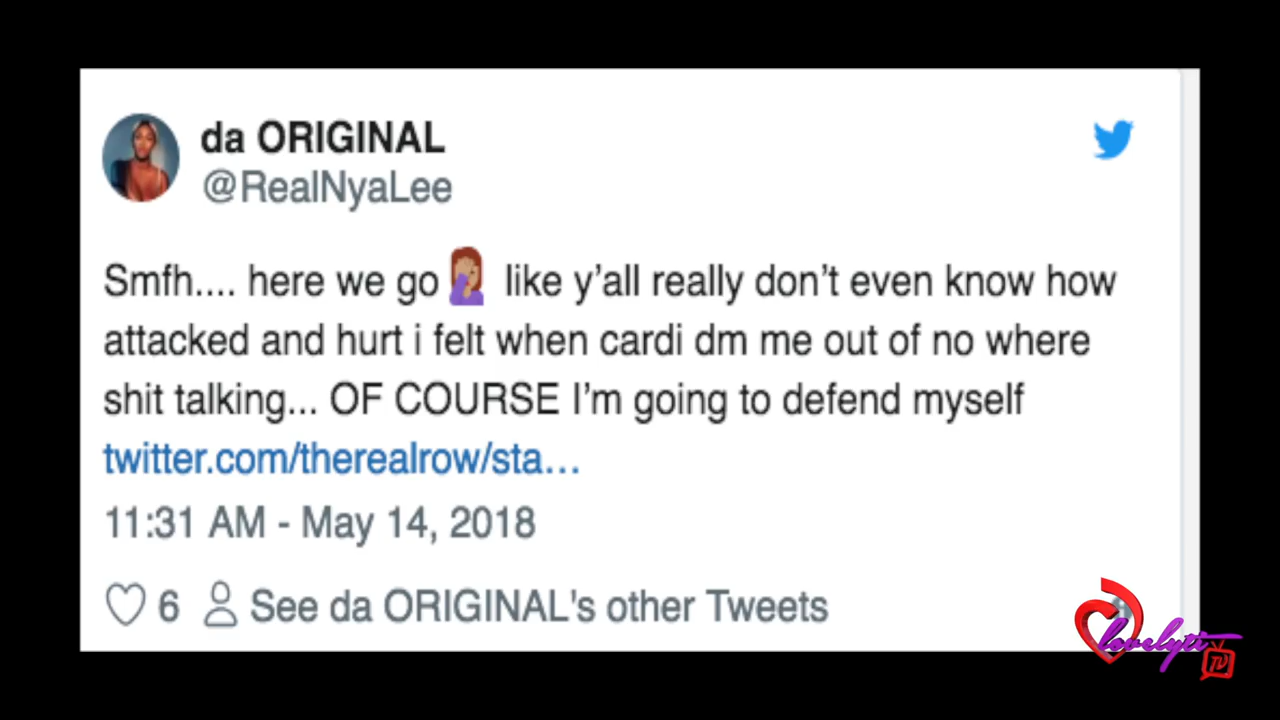 da ORIGINAL
@RealNyaLee
Smfh.... here we go🤦🏽‍♀️ like y'all really don't even know how
attacked and hurt i felt when cardi dm me out of no where
shit talking... OF COURSE I'm going to defend myself
twitter.com/therealrow/sta...
11:31 AM - May 14, 2018
6 See da ORIGINAL's other Tweets
lovelyti
TV